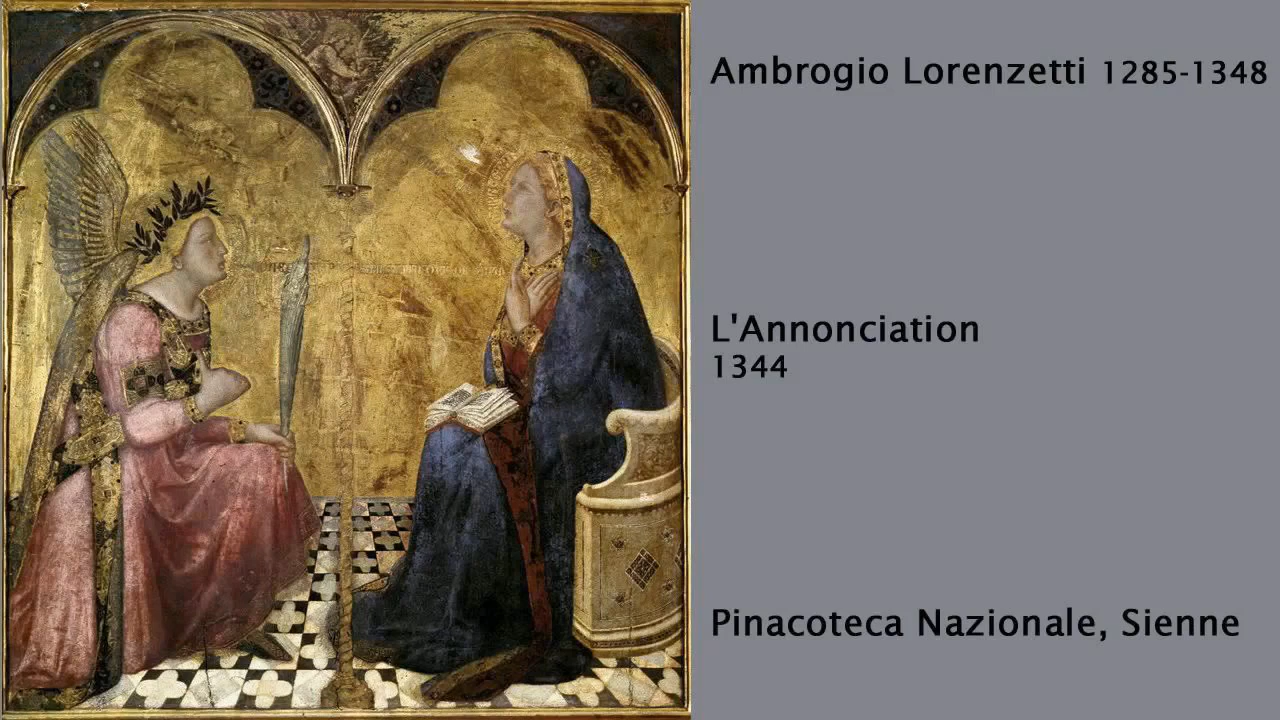 Ambrogio Lorenzetti 1285-1348
L'Annonciation
1344
Pinacoteca Nazionale, Sienne